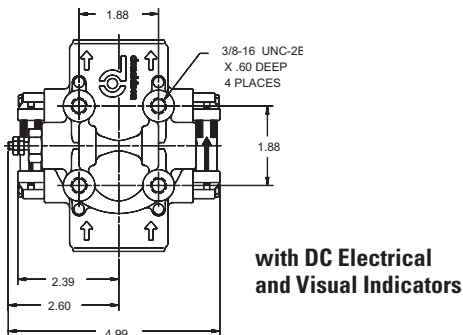 1.88
3/8-16 UNC-2B
X .60 DEEP
4 PLACES
Donaldson
1.88
with DC Electrical
and Visual Indicators
2.39
2.60
4.99